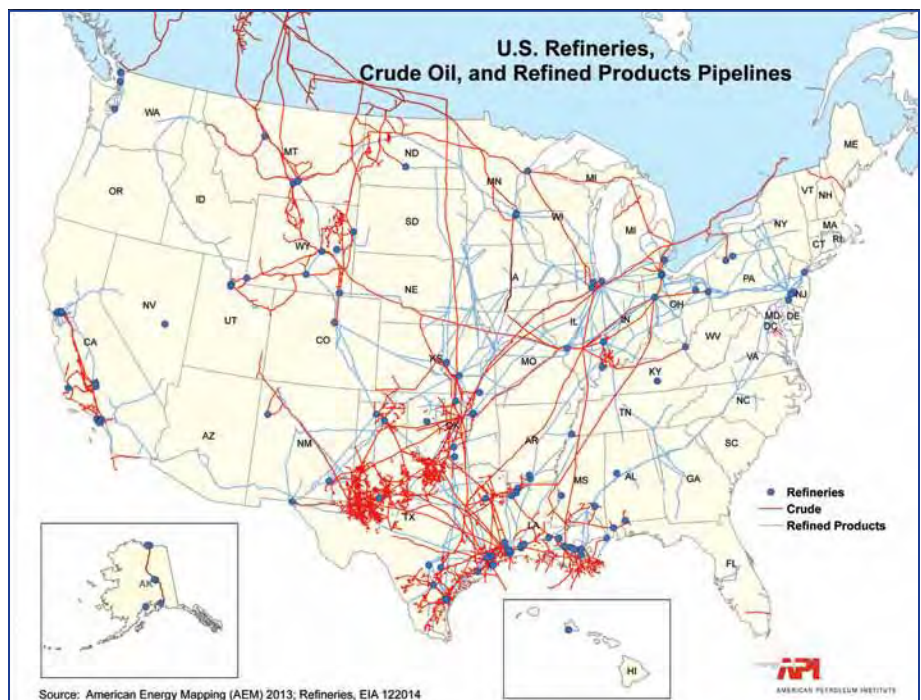 U.S. Refineries,
Crude Oil, and Refined Products Pipelines
WA
MT
ND
MN
MI
ME
OR
ID
WI
VT
NH
SD
MI
NY
MA
WY
CT
RI
IA
PA
NE
NV
IL
IN
OH
NJ
UT
MD
DE
CO
DC
WV
CA
KS
MO
VA
KY
NC
TN
OK
AZ
NM
AR
SC
MS
AL
GA
Refineries
Crude
Refined Products
TX
LA
FL
AK
HI
API
AMERICAN PETROLEUM INSTITUTE
Source: American Energy Mapping (AEM) 2013; Refineries, EIA 122014